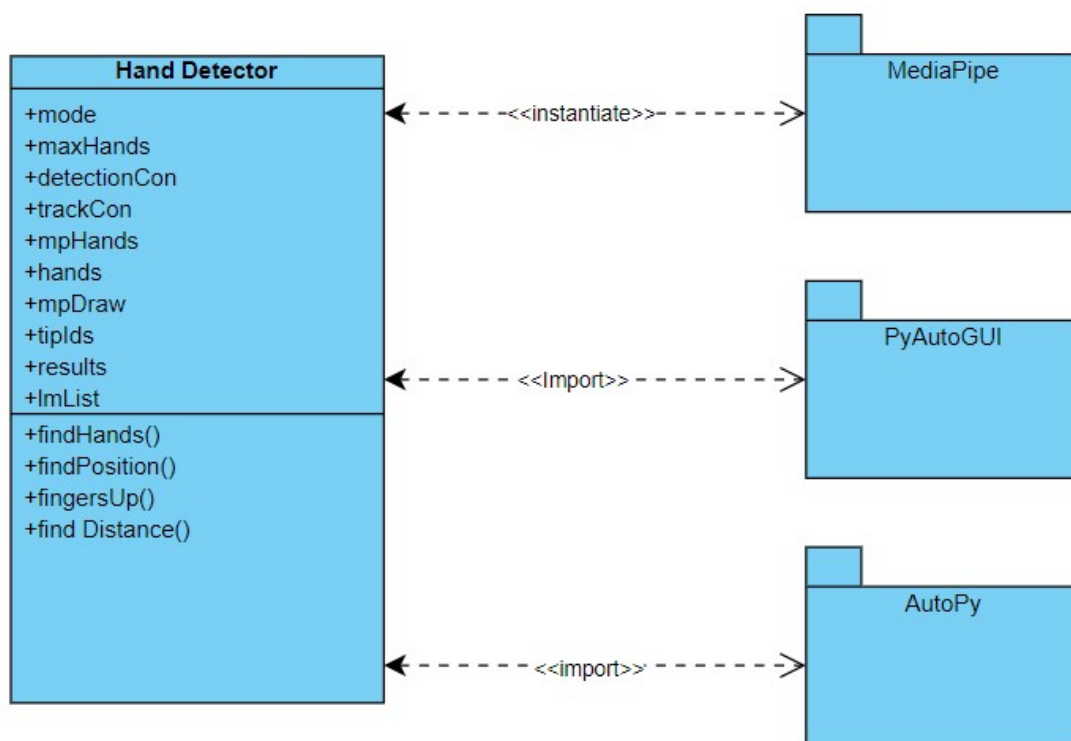 Hand Detector
+mode
+maxHands
+detectionCon
+trackCon
+mpHands
+hands
+mpDraw
+tipIds
+results
+lmList
+findHands()
+findPosition()
+fingersUp()
+find Distance()
<<instantiate>>
MediaPipe
<<Import>>
PyAutoGUI
<<import>>
AutoPy